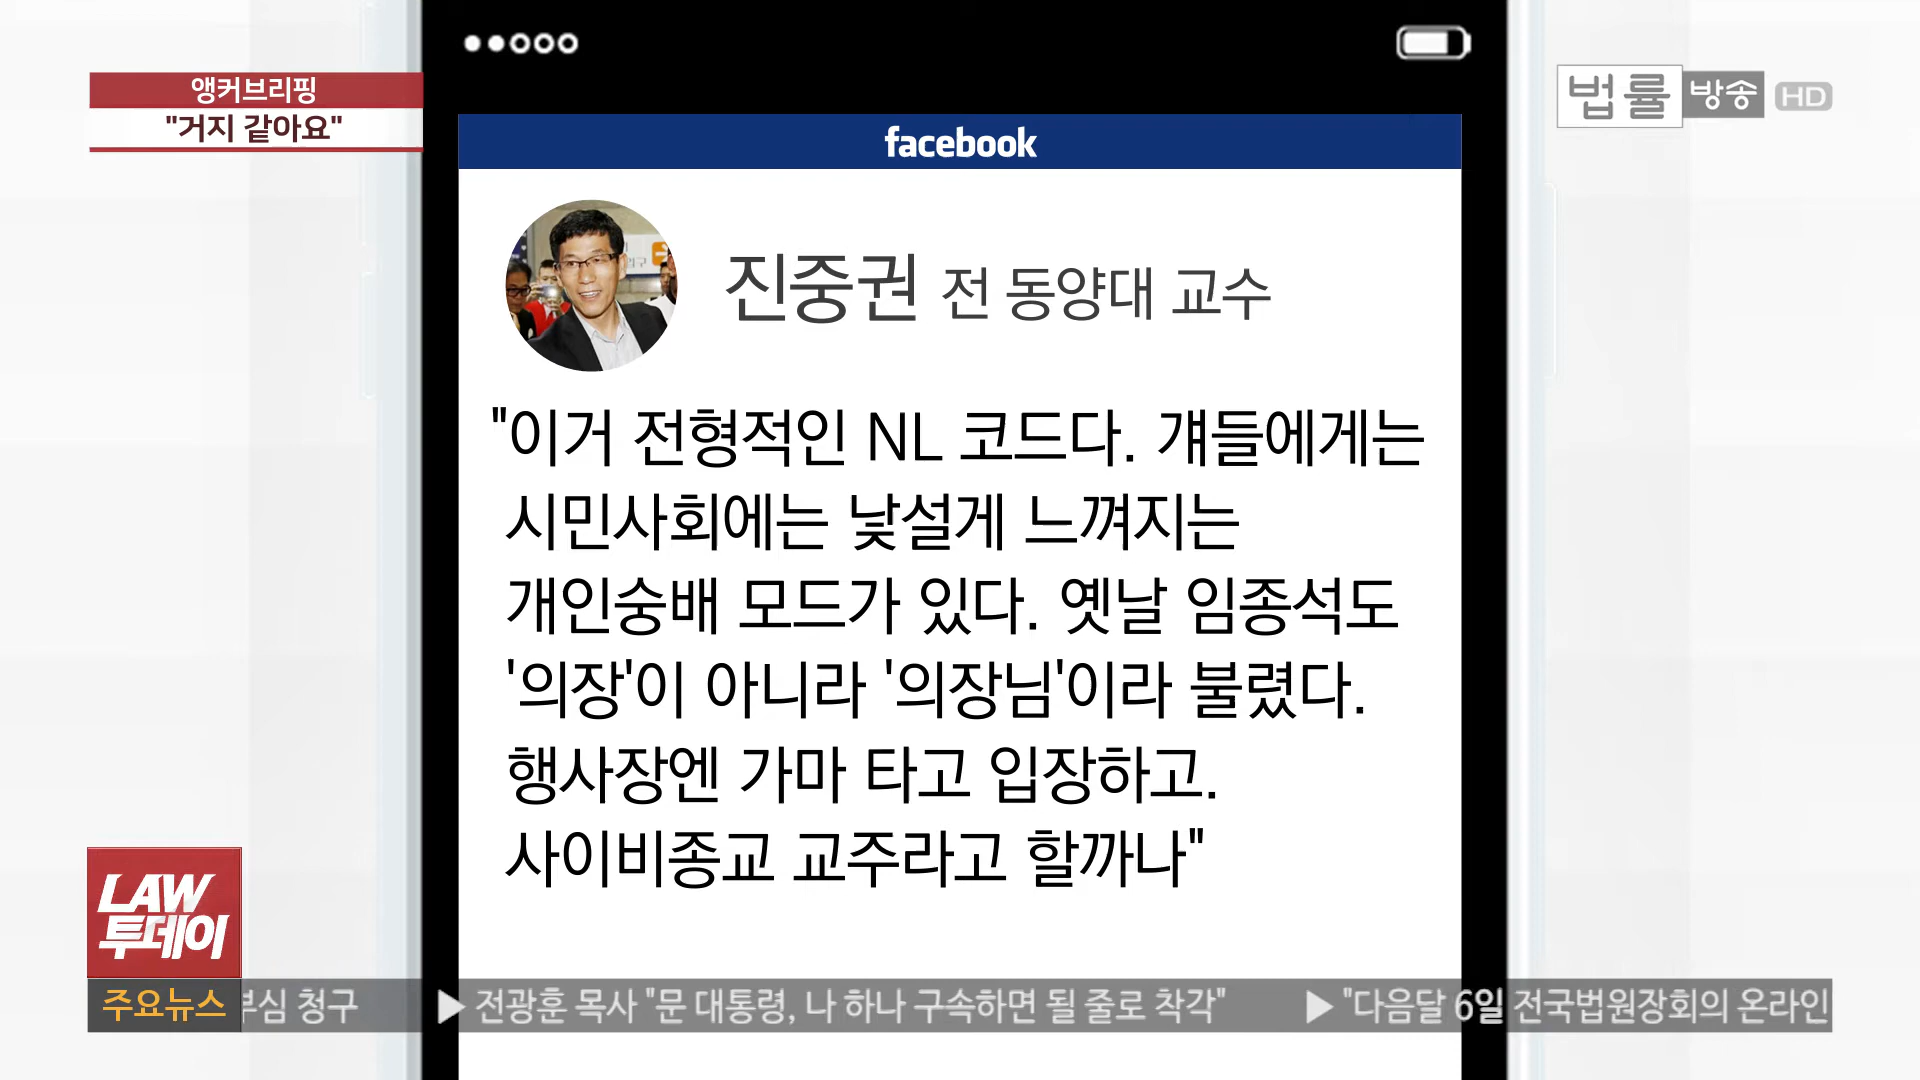 앵커브리핑
"거지 같아요"
법률방송 HD
facebook
진중권 전 동양대 교수
"이거 전형적인 NL 코드다. 걔들에게는
시민사회에는 낯설게 느껴지는
개인숭배 모드가 있다. 옛날 임종석도
'의장'이 아니라 '의장님'이라 불렸다.
행사장엔 가마 타고 입장하고.
사이비종교 교주라고 할까나"
LAW
투데이
주요뉴스 부심 청구 ▶ 전광훈 목사 "문 대통령, 나 하나 구속하면 될 줄로 착각" ▶ "다음달 6일 전국법원장회의 온라인